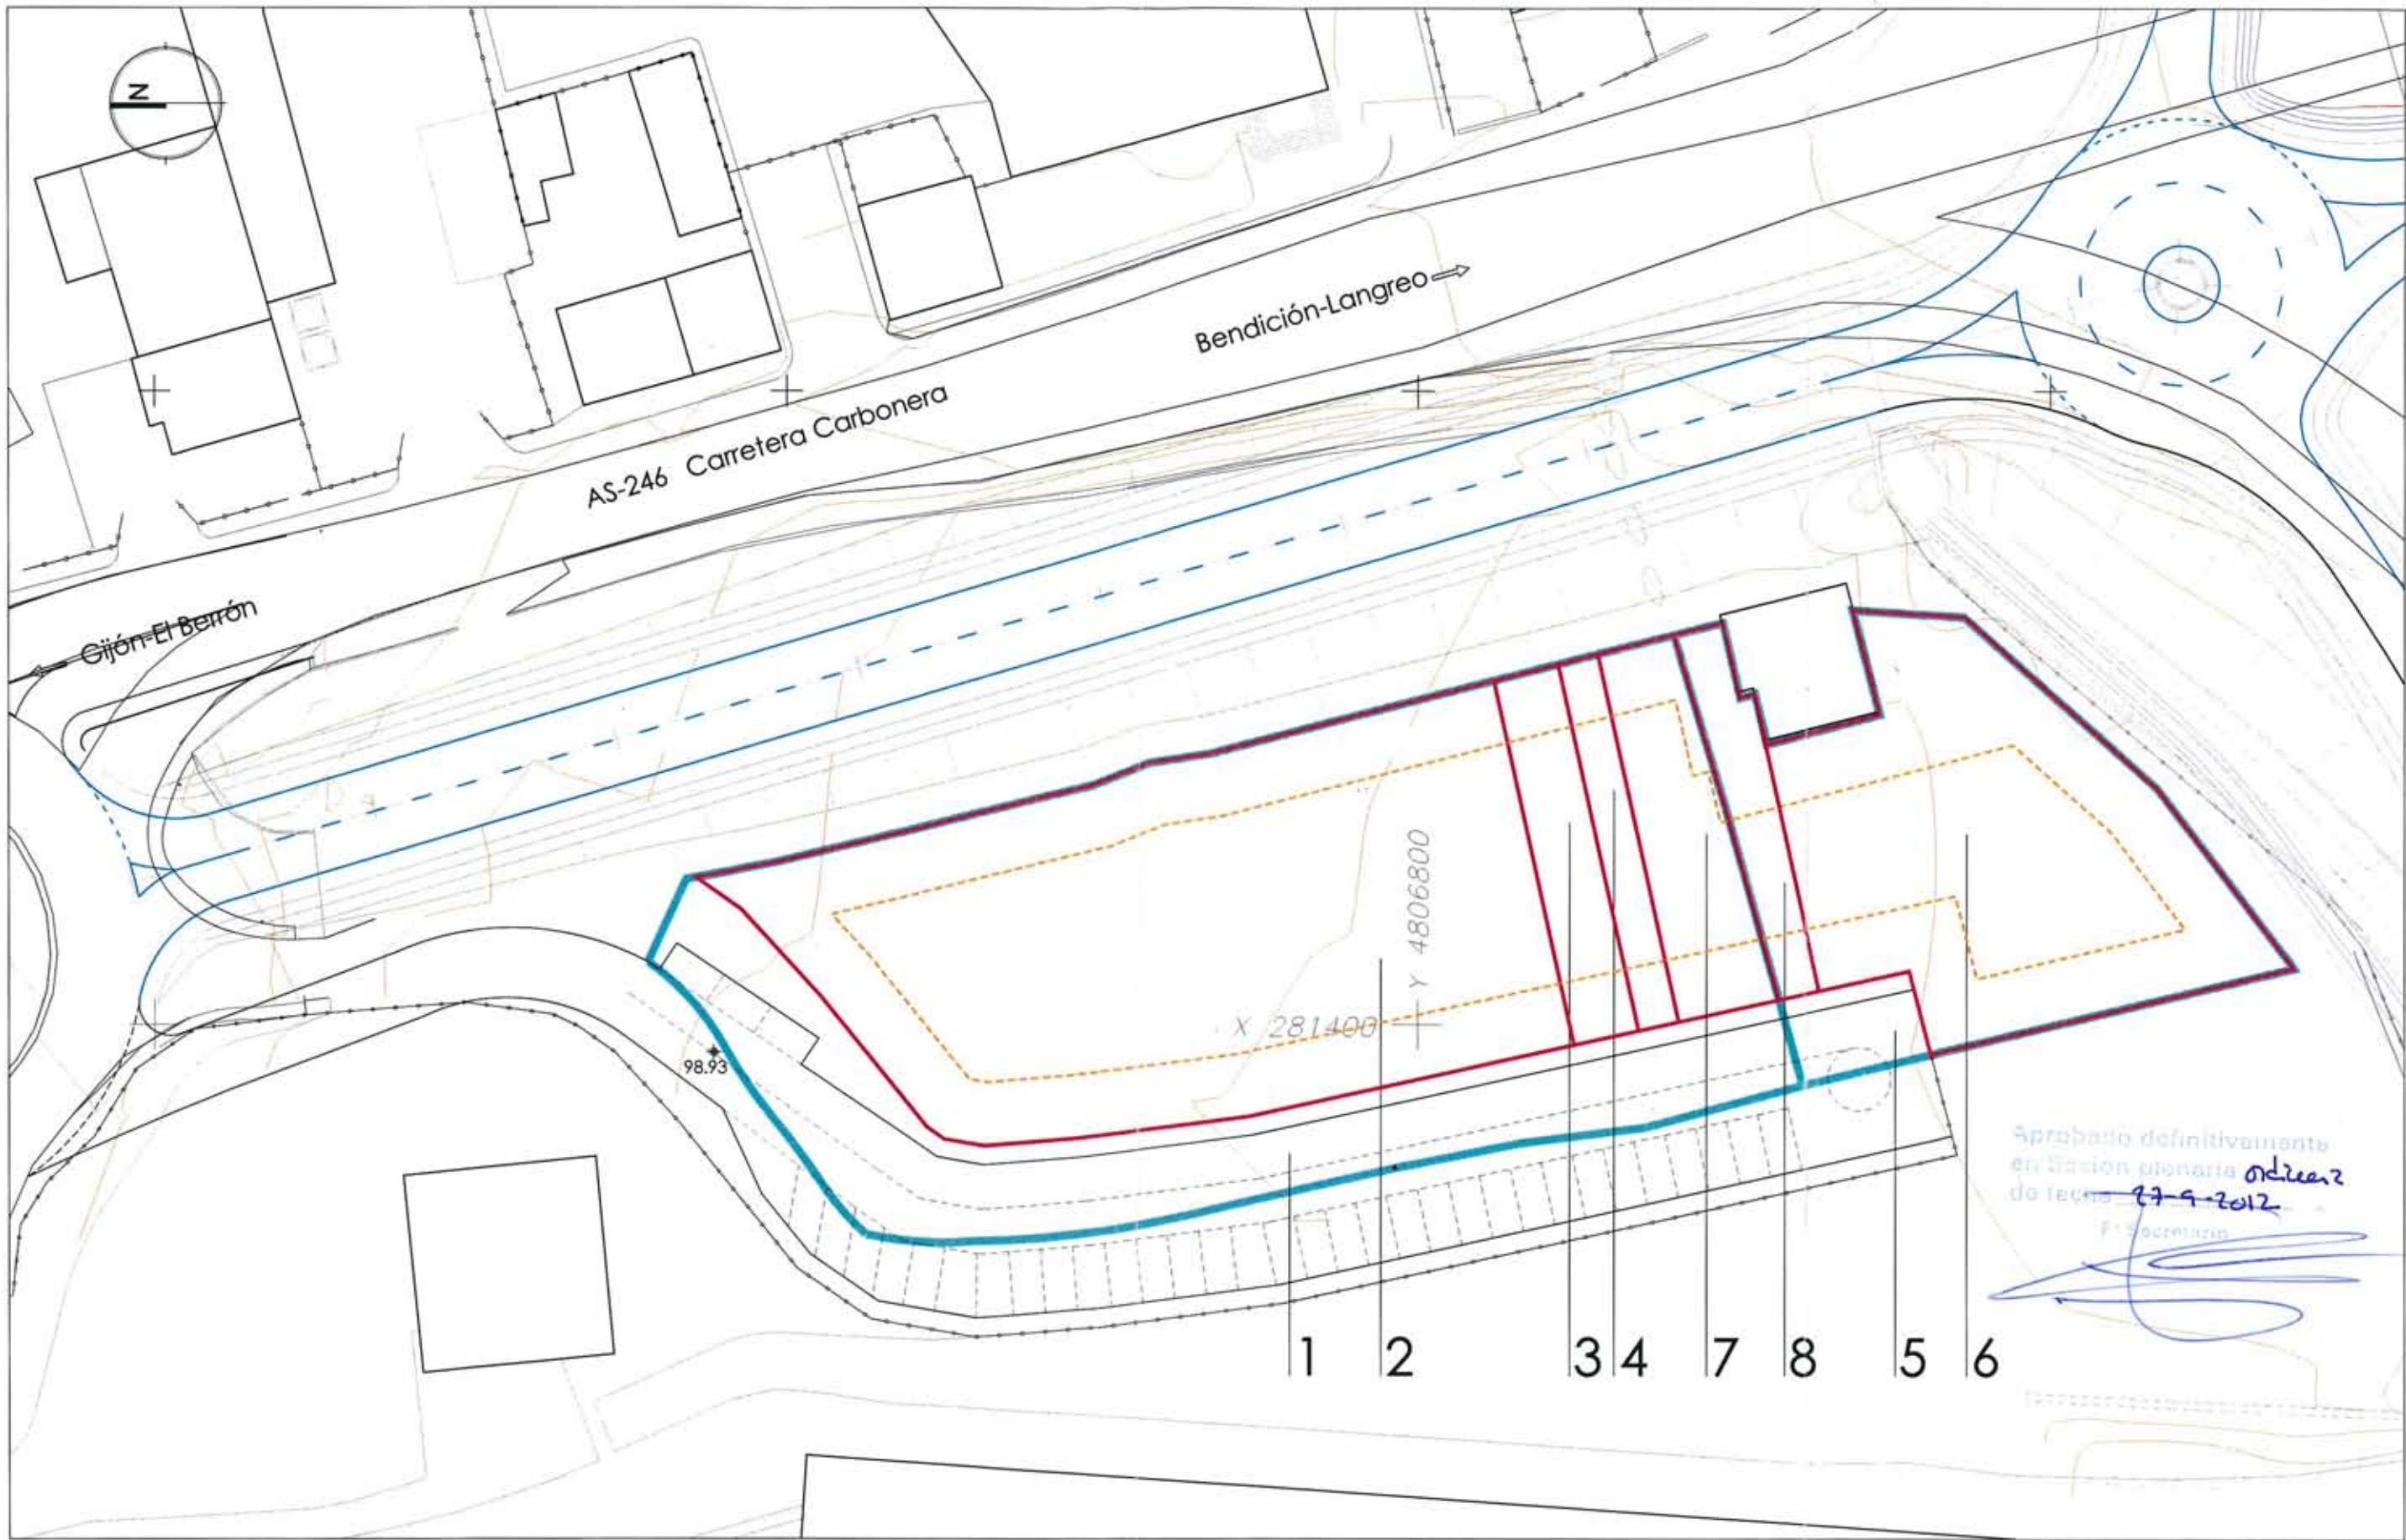 N
Bendición-Langreo
AS-246 Carretera Carbonera
Gijón-El Berrón
98.93
X 281400
Y 4806800
Aprobado definitivamente
en Sesión plenaria
de fecha 27-9-2012
El Secretario
1 2 3 4 7 8 5 6